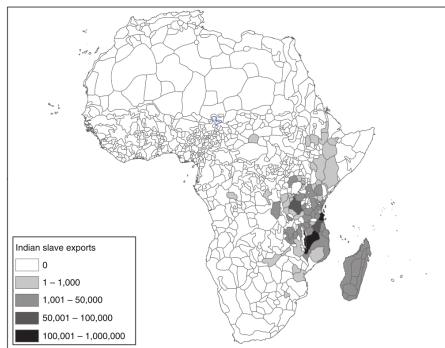 Indian slave exports
0
1 – 1,000
1,001 – 50,000
50,001 – 100,000
100,001 – 1,000,000